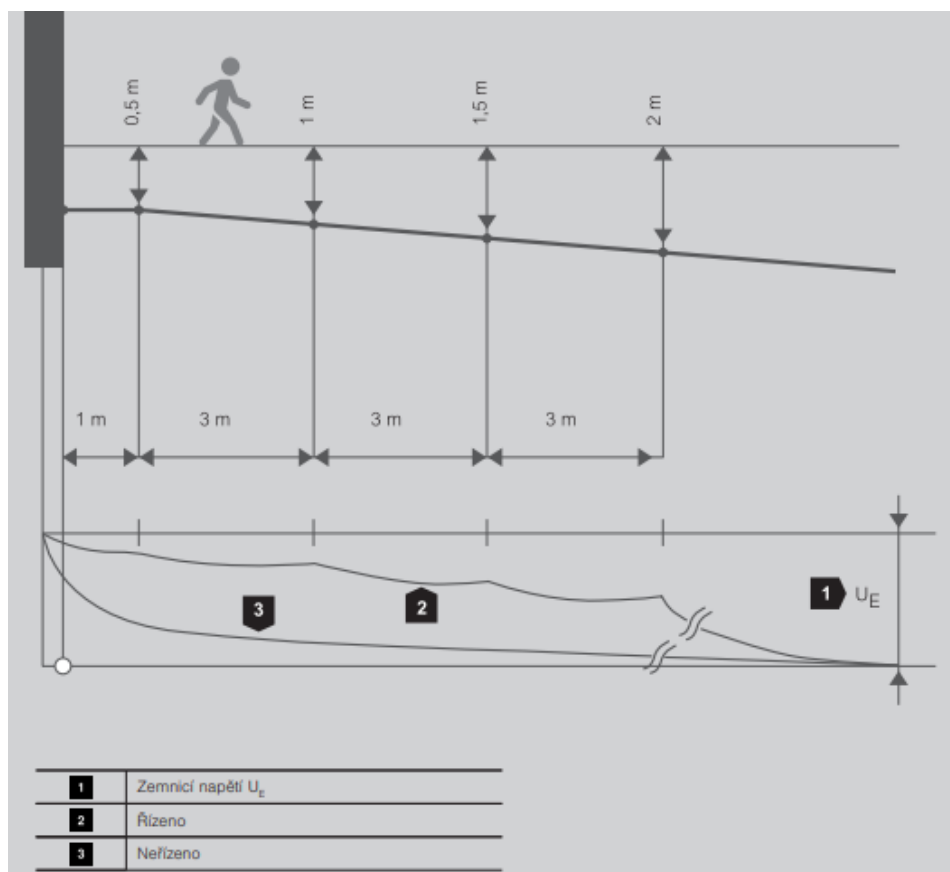 0,5 m
1 m
1,5 m
2 m
1 m
3 m
3 m
3 m
1 U_E
3
2
1 Zemnicí napětí U_E
2 Řízeno
3 Neřízeno